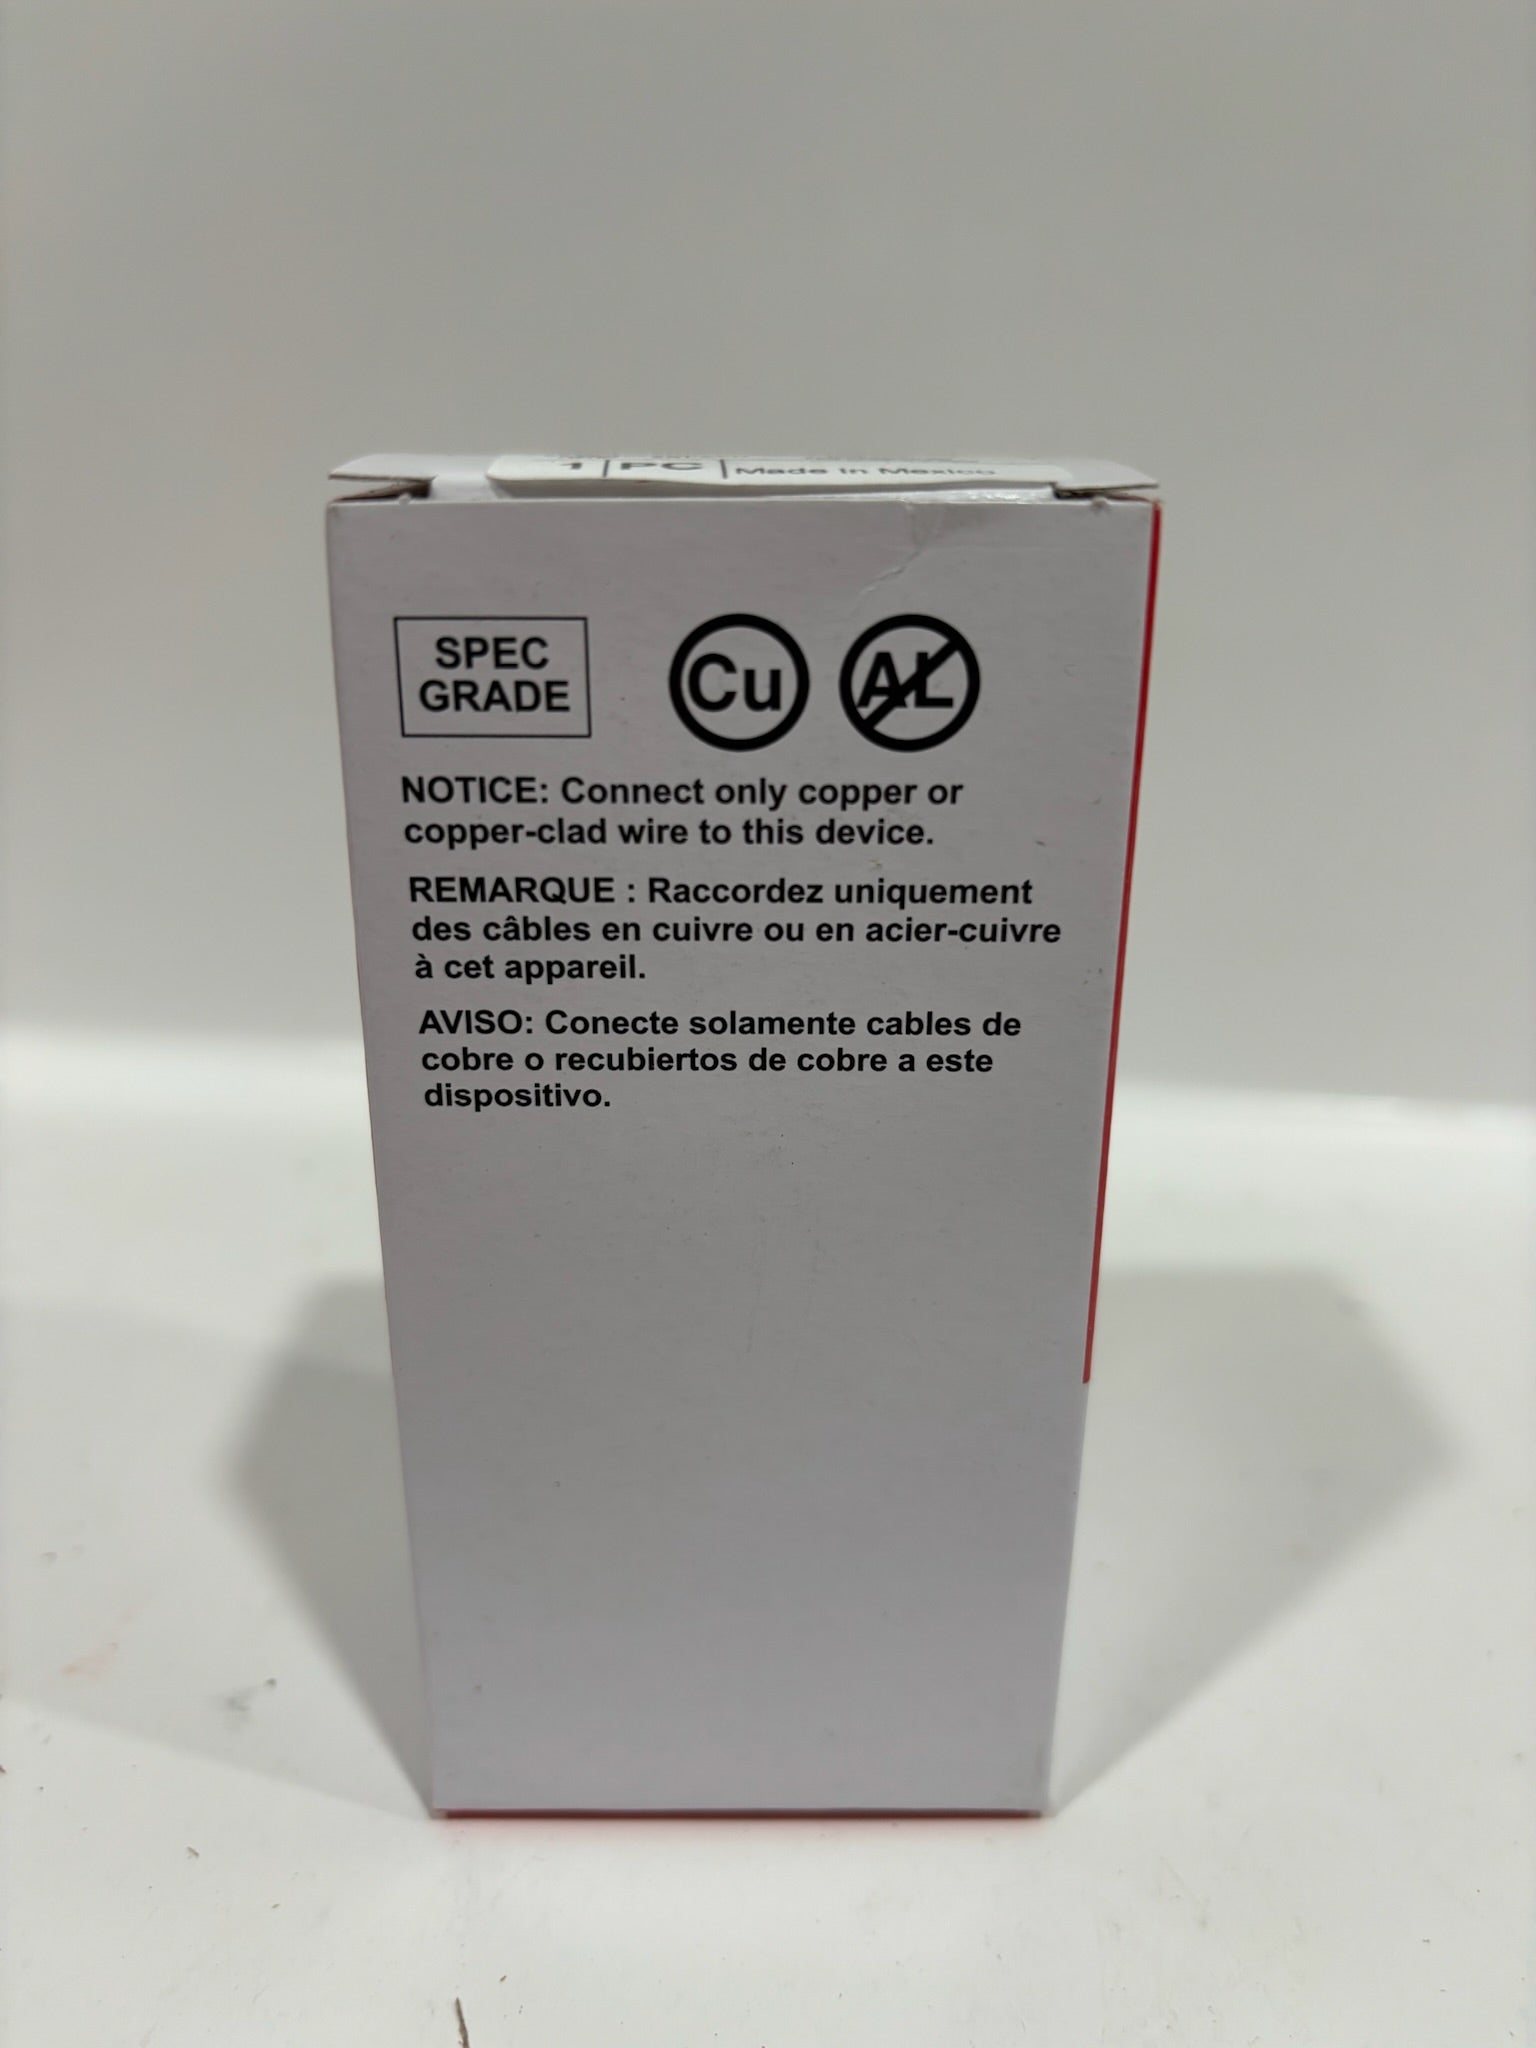 1 PC Made in Mexico
SPEC
GRADE
Cu
AL
NOTICE: Connect only copper or
copper-clad wire to this device.
REMARQUE : Raccordez uniquement
des câbles en cuivre ou en acier-cuivre
à cet appareil.
AVISO: Conecte solamente cables de
cobre o recubiertos de cobre a este
dispositivo.